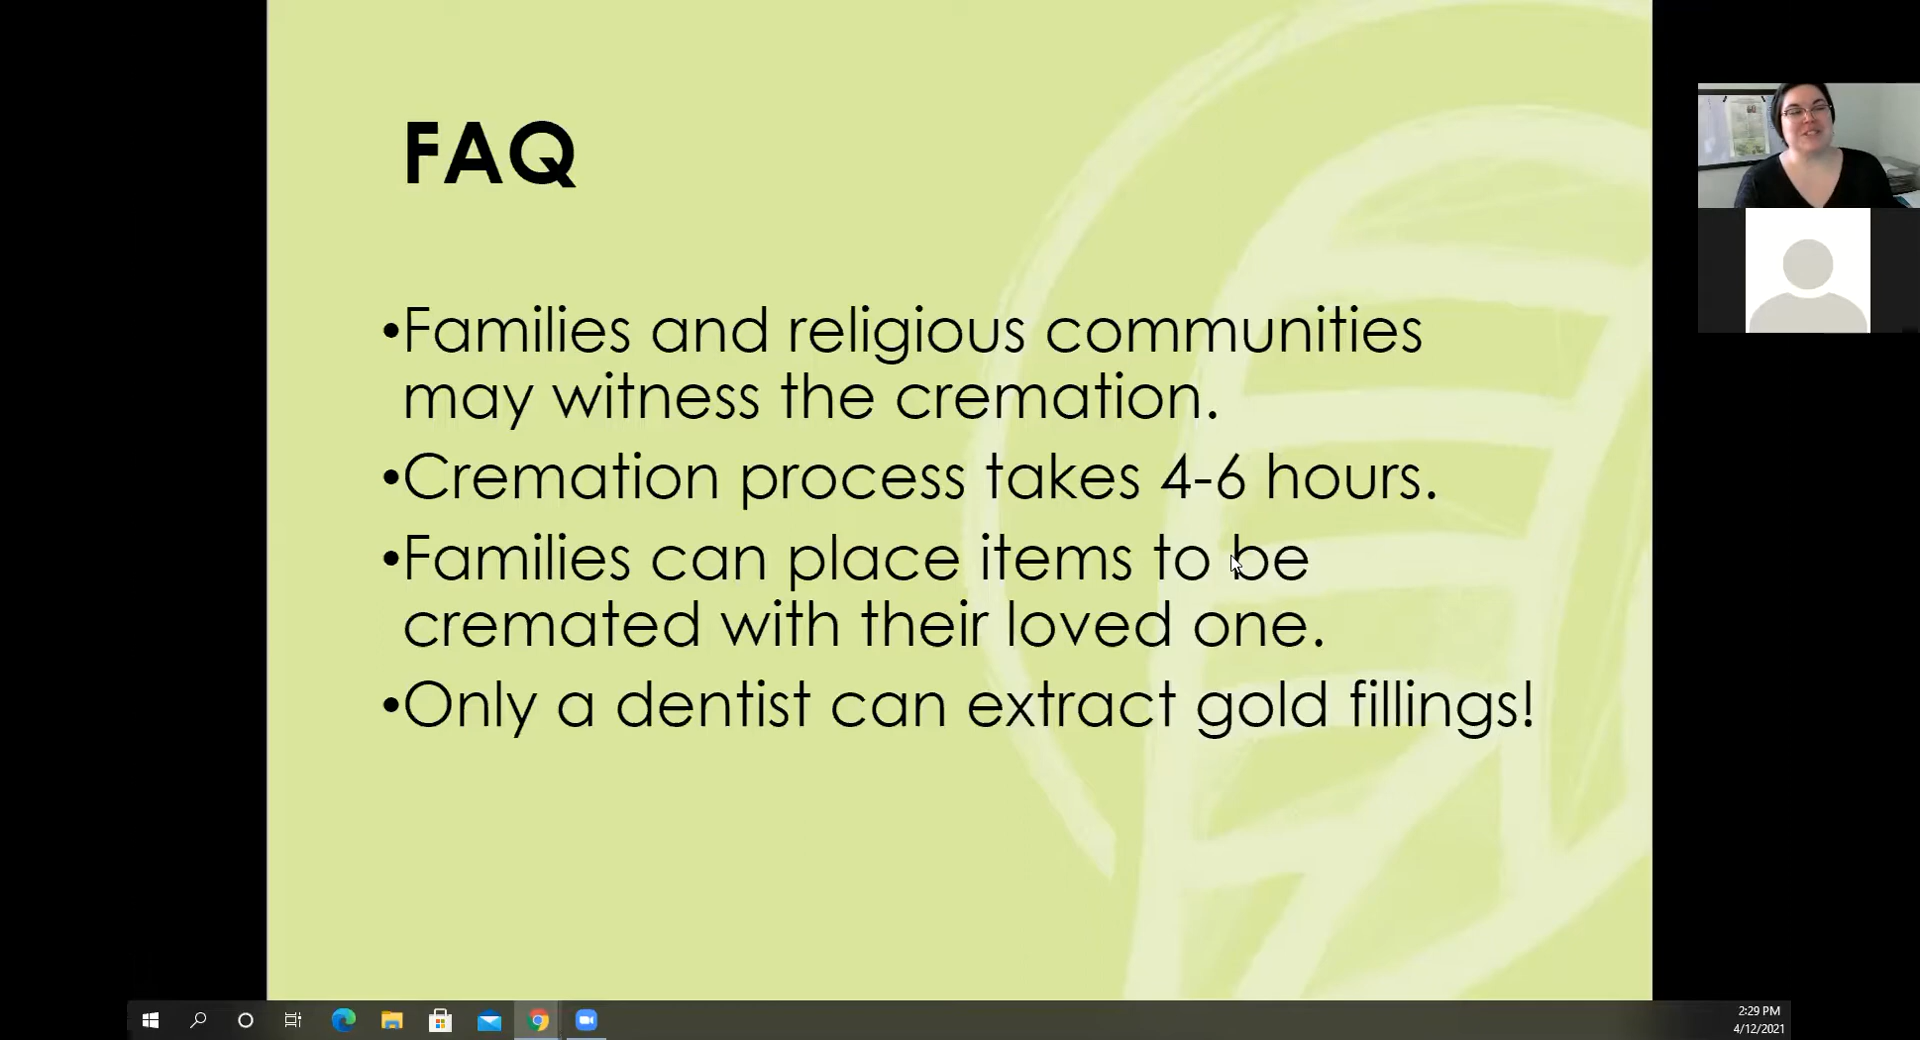 FAQ
•Families and religious communities
may witness the cremation.
•Cremation process takes 4-6 hours.
•Families can place items to be
cremated with their loved one.
•Only a dentist can extract gold fillings!
2:29 PM
4/12/2021